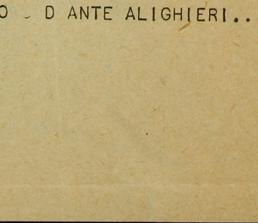 O . D ANTE ALIGHIERI..